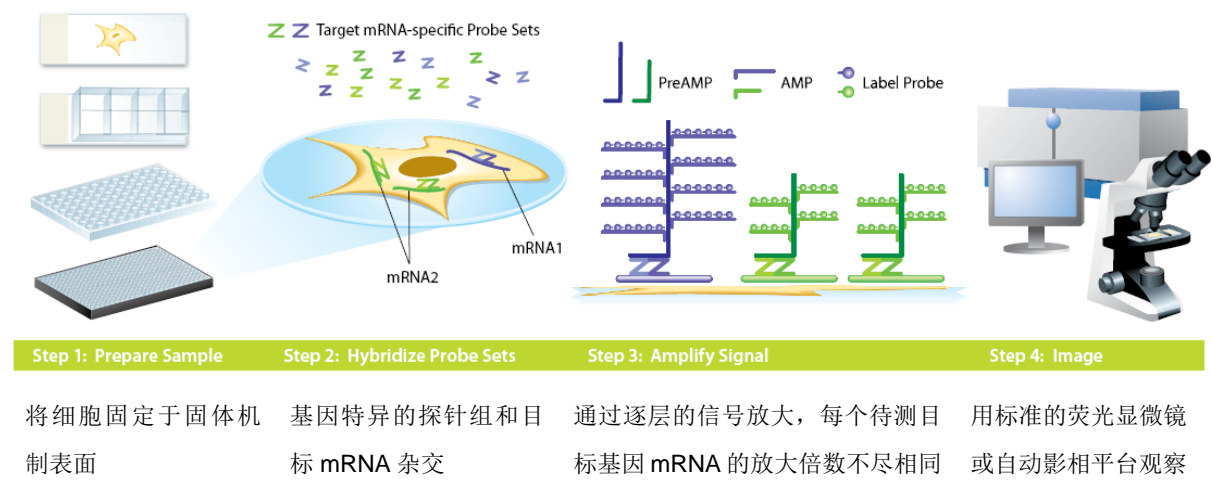 Target mRNA-specific Probe Sets
mRNA1
mRNA2
PreAMP
AMP
Label Probe
Step 1: Prepare Sample
Step 2: Hybridize Probe Sets
Step 3: Amplify Signal
Step 4: Image
将细胞固定于固体机
制表面
基因特异的探针组和目
标 mRNA 杂交
通过逐层的信号放大，每个待测目
标基因 mRNA 的放大倍数不尽相同
用标准的荧光显微镜
或自动影相平台观察